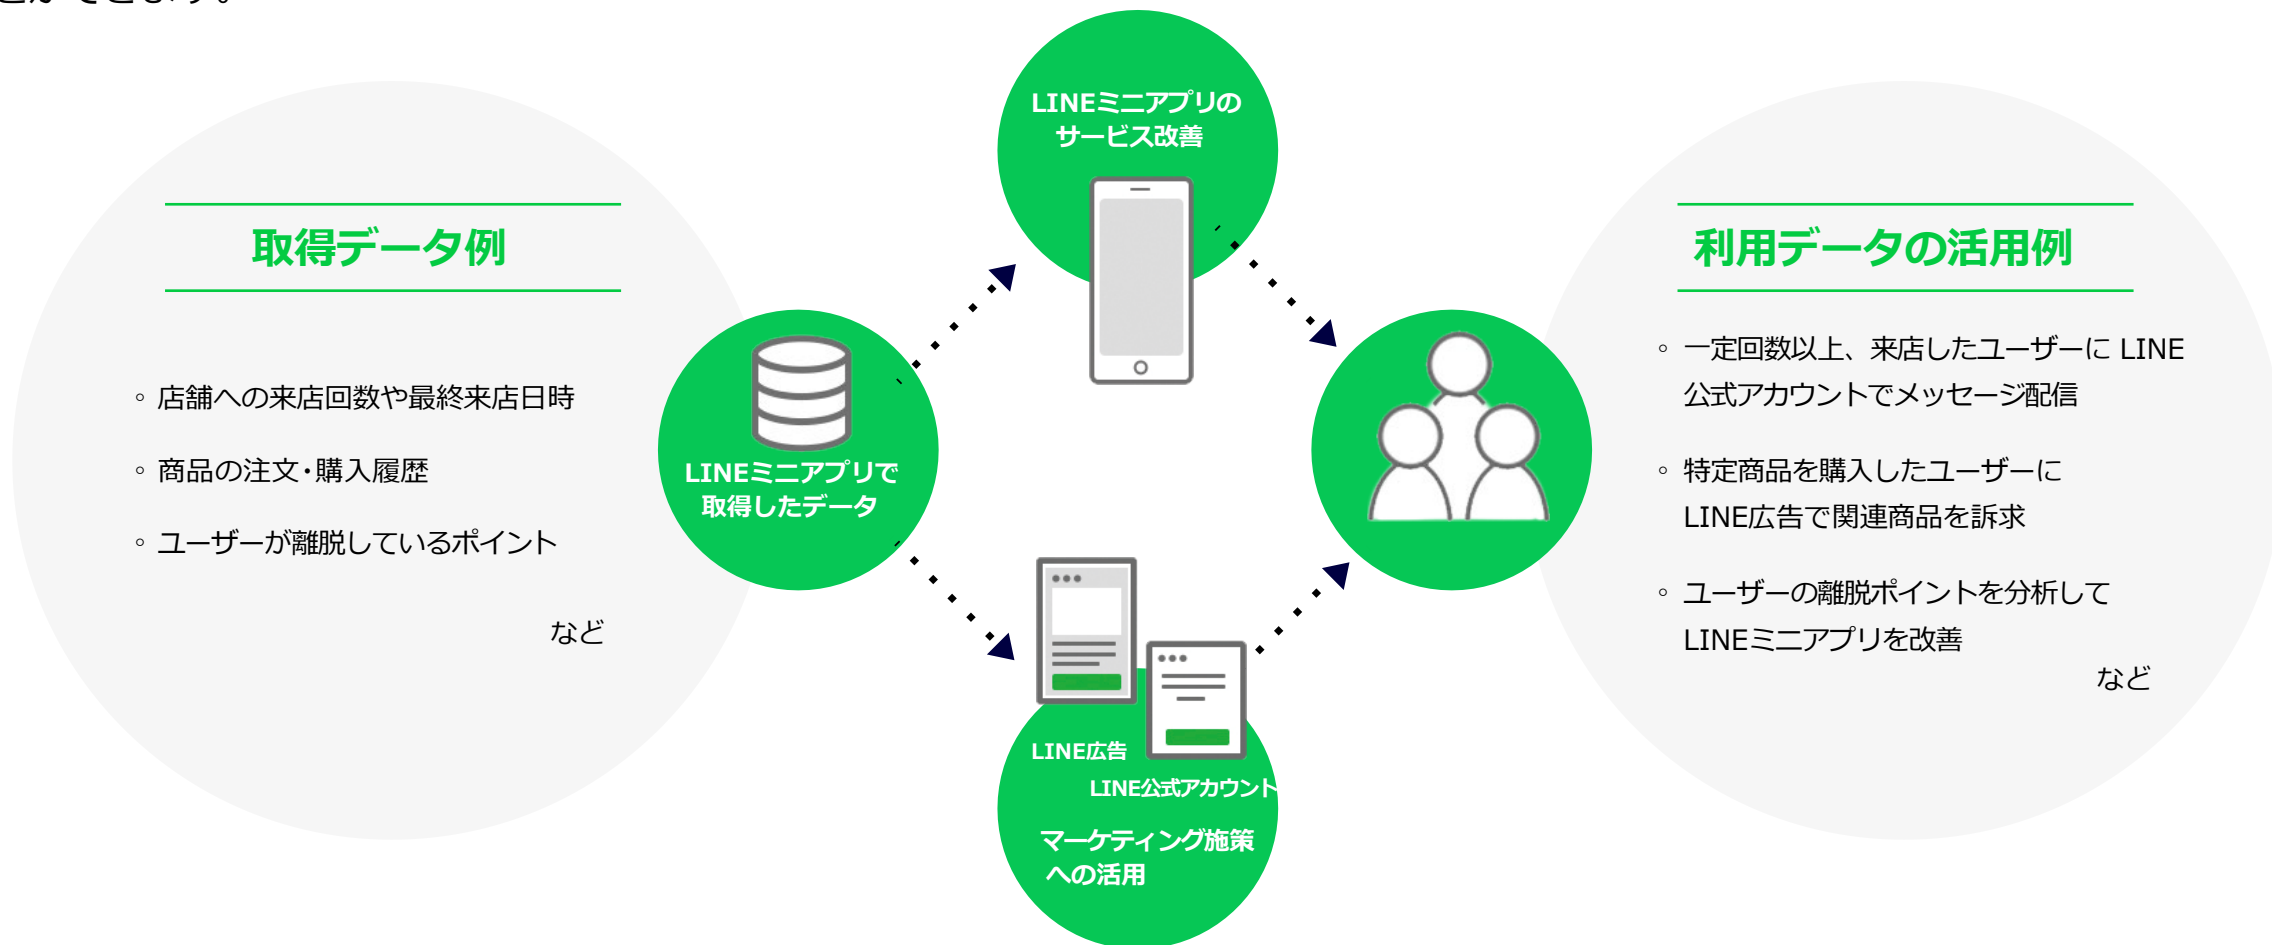 LINEミニアプリの
サービス改善
取得データ例
◦ 店舗への来店回数や最終来店日時
◦ 商品の注文・購入履歴
◦ ユーザーが離脱しているポイント
など
LINEミニアプリで
取得したデータ
LINE広告
LINE公式アカウント
マーケティング施策
への活用
利用データの活用例
◦ 一定回数以上、来店したユーザーに LINE
公式アカウントでメッセージ配信
◦ 特定商品を購入したユーザーに
LINE広告で関連商品を訴求
◦ ユーザーの離脱ポイントを分析して
LINEミニアプリを改善
など